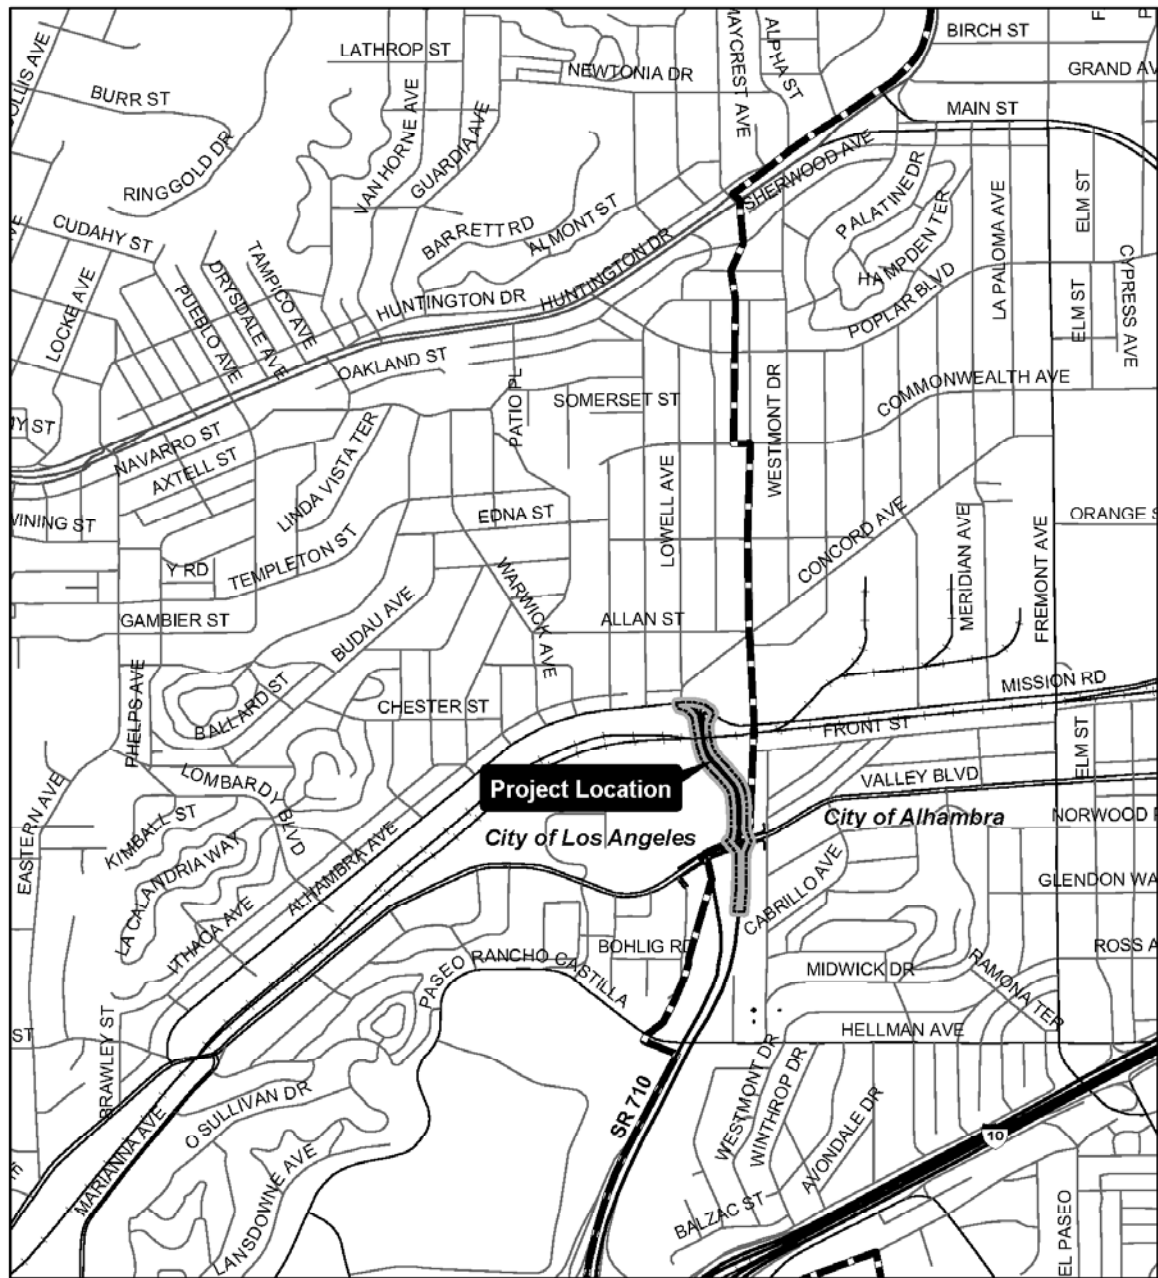 BIRCH ST
LATHROP ST
NEWTONIA DR
MAYCREST AVE
ALPHA ST
GRAND AV
BURR ST
MAIN ST
VAN HORNE AVE
GUARDIA AVE
SHERWOOD AVE
RINGGOLD DR
PALATINE DR
ELM ST
CUDAHY ST
BARRETT RD
ALMONT ST
HAMPDEN TER
LA PALOMA AVE
CYPRESS AVE
TAMPICO AVE
DRYSDALE AVE
PUEBLO AVE
LOCKE AVE
HUNTINGTON DR
HUNTINGTON DR
POPLAR BLVD
ELM ST
OAKLAND ST
PATIO PL
SOMERSET ST
WESTMONT DR
COMMONWEALTH AVE
NAVARRO ST
AXTELL ST
LINDA VISTA TER
LOWELL AVE
EDNA ST
ORANGE S
VINING ST
TEMPLETON ST
CONCORD AVE
MERIDIAN AVE
FREMONT AVE
Y RD
WARWICK AVE
GAMBIER ST
BUDAU AVE
ALLAN ST
PHELPS AVE
BALLARD ST
CHESTER ST
MISSION RD
FRONT ST
ELM ST
LOMBARDY BLVD
Project Location
VALLEY BLVD
EASTERN AVE
KIMBALL ST
City of Los Angeles
City of Alhambra
NORWOOD P
LA CALANDRIA WAY
ALHAMBRA AVE
ITHACA AVE
CABRILLO AVE
GLENDON WA
BOHLIG RD
ROSS A
PASEO RANCHO CASTILLA
MIDWICK DR
RAMONA TER
ST
HELLMAN AVE
BRAWLEY ST
SR 710
WESTMONT DR
WINTHROP DR
AVONDALE DR
10
O SULLIVAN DR
MARIANNA AVE
LANSDOWNE AVE
BALZAC ST
EL PASEO